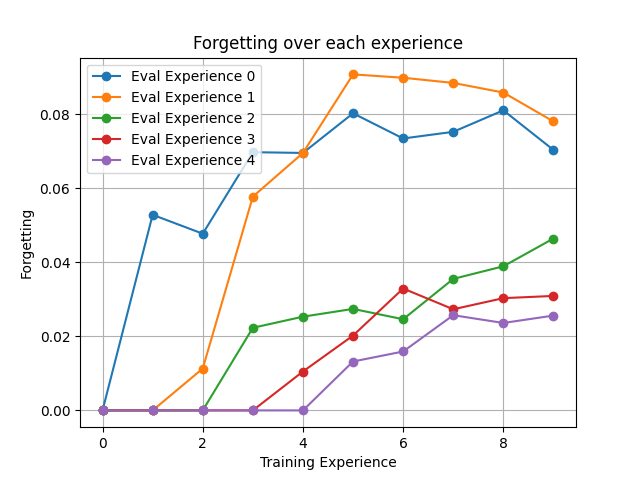 Forgetting over each experience
Eval Experience 0
Eval Experience 1
Eval Experience 2
Eval Experience 3
Eval Experience 4
0.08
0.06
0.04
0.02
0.00
Forgetting
0 2 4 6 8
Training Experience